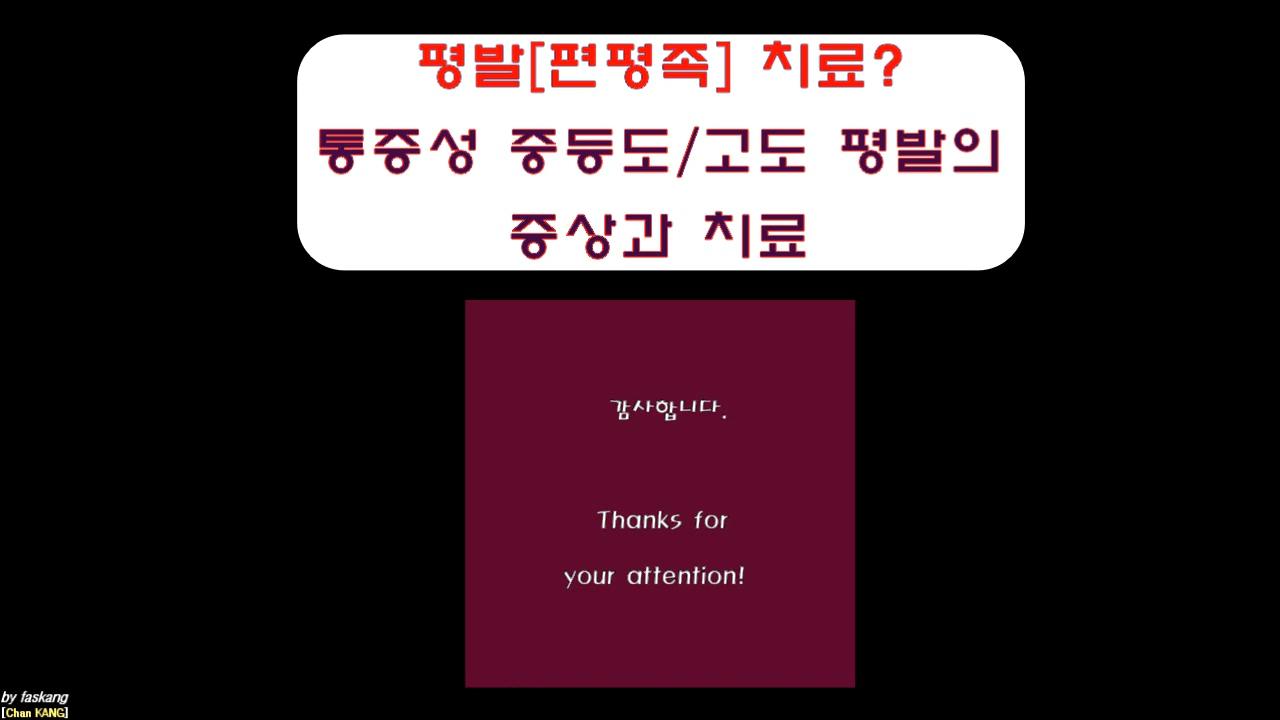 평발[편평족] 치료?
통증성 중등도/고도 평발의
증상과 치료
감사합니다.
Thanks for
your attention!
by faskang
[Chan KANG]